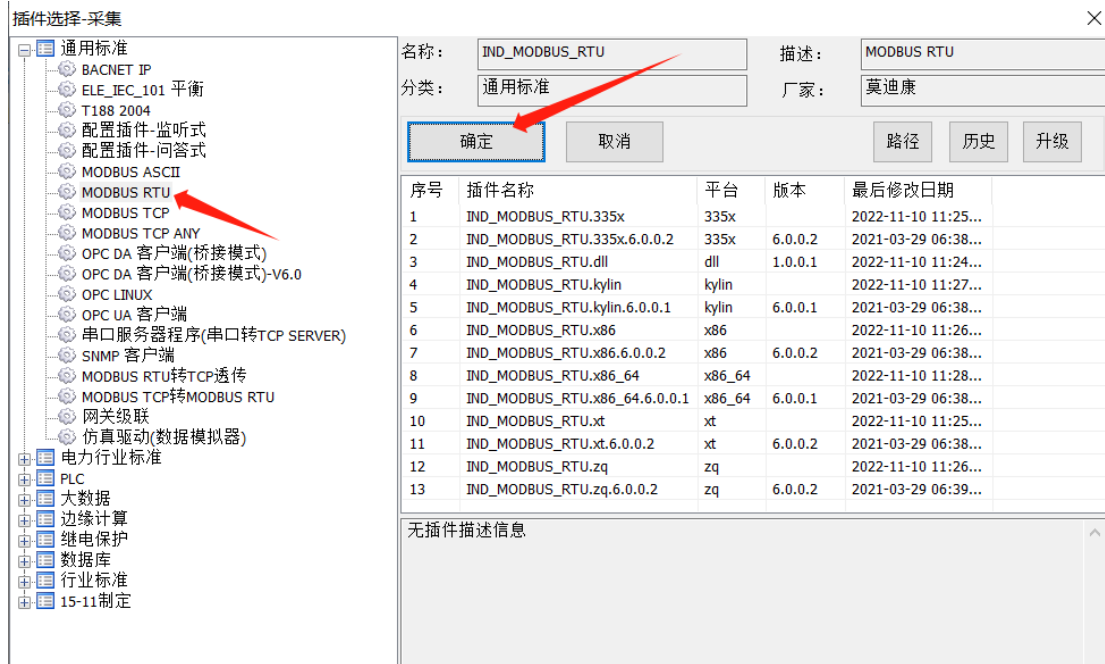 插件选择-采集
通用标准
BACNET IP
ELE_IEC_101 平衡
T188 2004
配置插件-监听式
配置插件-问答式
MODBUS ASCII
MODBUS RTU
MODBUS TCP
MODBUS TCP ANY
OPC DA 客户端(桥接模式)
OPC DA 客户端(桥接模式)-V6.0
OPC LINUX
OPC UA 客户端
串口服务器程序(串口转TCP SERVER)
SNMP 客户端
MODBUS RTU转TCP透传
MODBUS TCP转MODBUS RTU
网关级联
仿真驱动(数据模拟器)
电力行业标准
PLC
大数据
边缘计算
继电保护
数据库
行业标准
15-11制定
名称： IND_MODBUS_RTU 描述： MODBUS RTU
分类： 通用标准 厂家： 莫迪康
确定 取消 路径 历史 升级
序号 插件名称 平台 版本 最后修改日期
1 IND_MODBUS_RTU.335x 335x 2022-11-10 11:25...
2 IND_MODBUS_RTU.335x.6.0.0.2 335x 6.0.0.2 2021-03-29 06:38...
3 IND_MODBUS_RTU.dll dll 1.0.0.1 2022-11-10 11:24...
4 IND_MODBUS_RTU.kylin kylin 2022-11-10 11:27...
5 IND_MODBUS_RTU.kylin.6.0.0.1 kylin 6.0.0.1 2021-03-29 06:38...
6 IND_MODBUS_RTU.x86 x86 2022-11-10 11:26...
7 IND_MODBUS_RTU.x86.6.0.0.2 x86 6.0.0.2 2021-03-29 06:38...
8 IND_MODBUS_RTU.x86_64 x86_64 2022-11-10 11:28...
9 IND_MODBUS_RTU.x86_64.6.0.0.1 x86_64 6.0.0.1 2021-03-29 06:38...
10 IND_MODBUS_RTU.xt xt 2022-11-10 11:25...
11 IND_MODBUS_RTU.xt.6.0.0.2 xt 6.0.0.2 2021-03-29 06:38...
12 IND_MODBUS_RTU.zq zq 2022-11-10 11:26...
13 IND_MODBUS_RTU.zq.6.0.0.2 zq 6.0.0.2 2021-03-29 06:39...
无插件描述信息